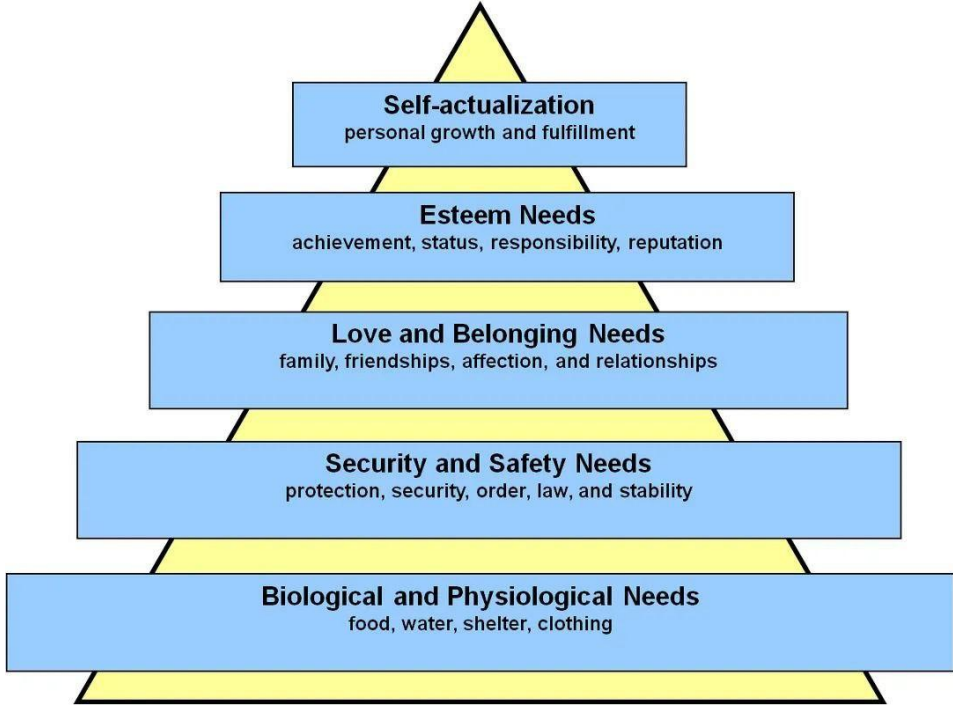 Self-actualization
personal growth and fulfillment
Esteem Needs
achievement, status, responsibility, reputation
Love and Belonging Needs
family, friendships, affection, and relationships
Security and Safety Needs
protection, security, order, law, and stability
Biological and Physiological Needs
food, water, shelter, clothing